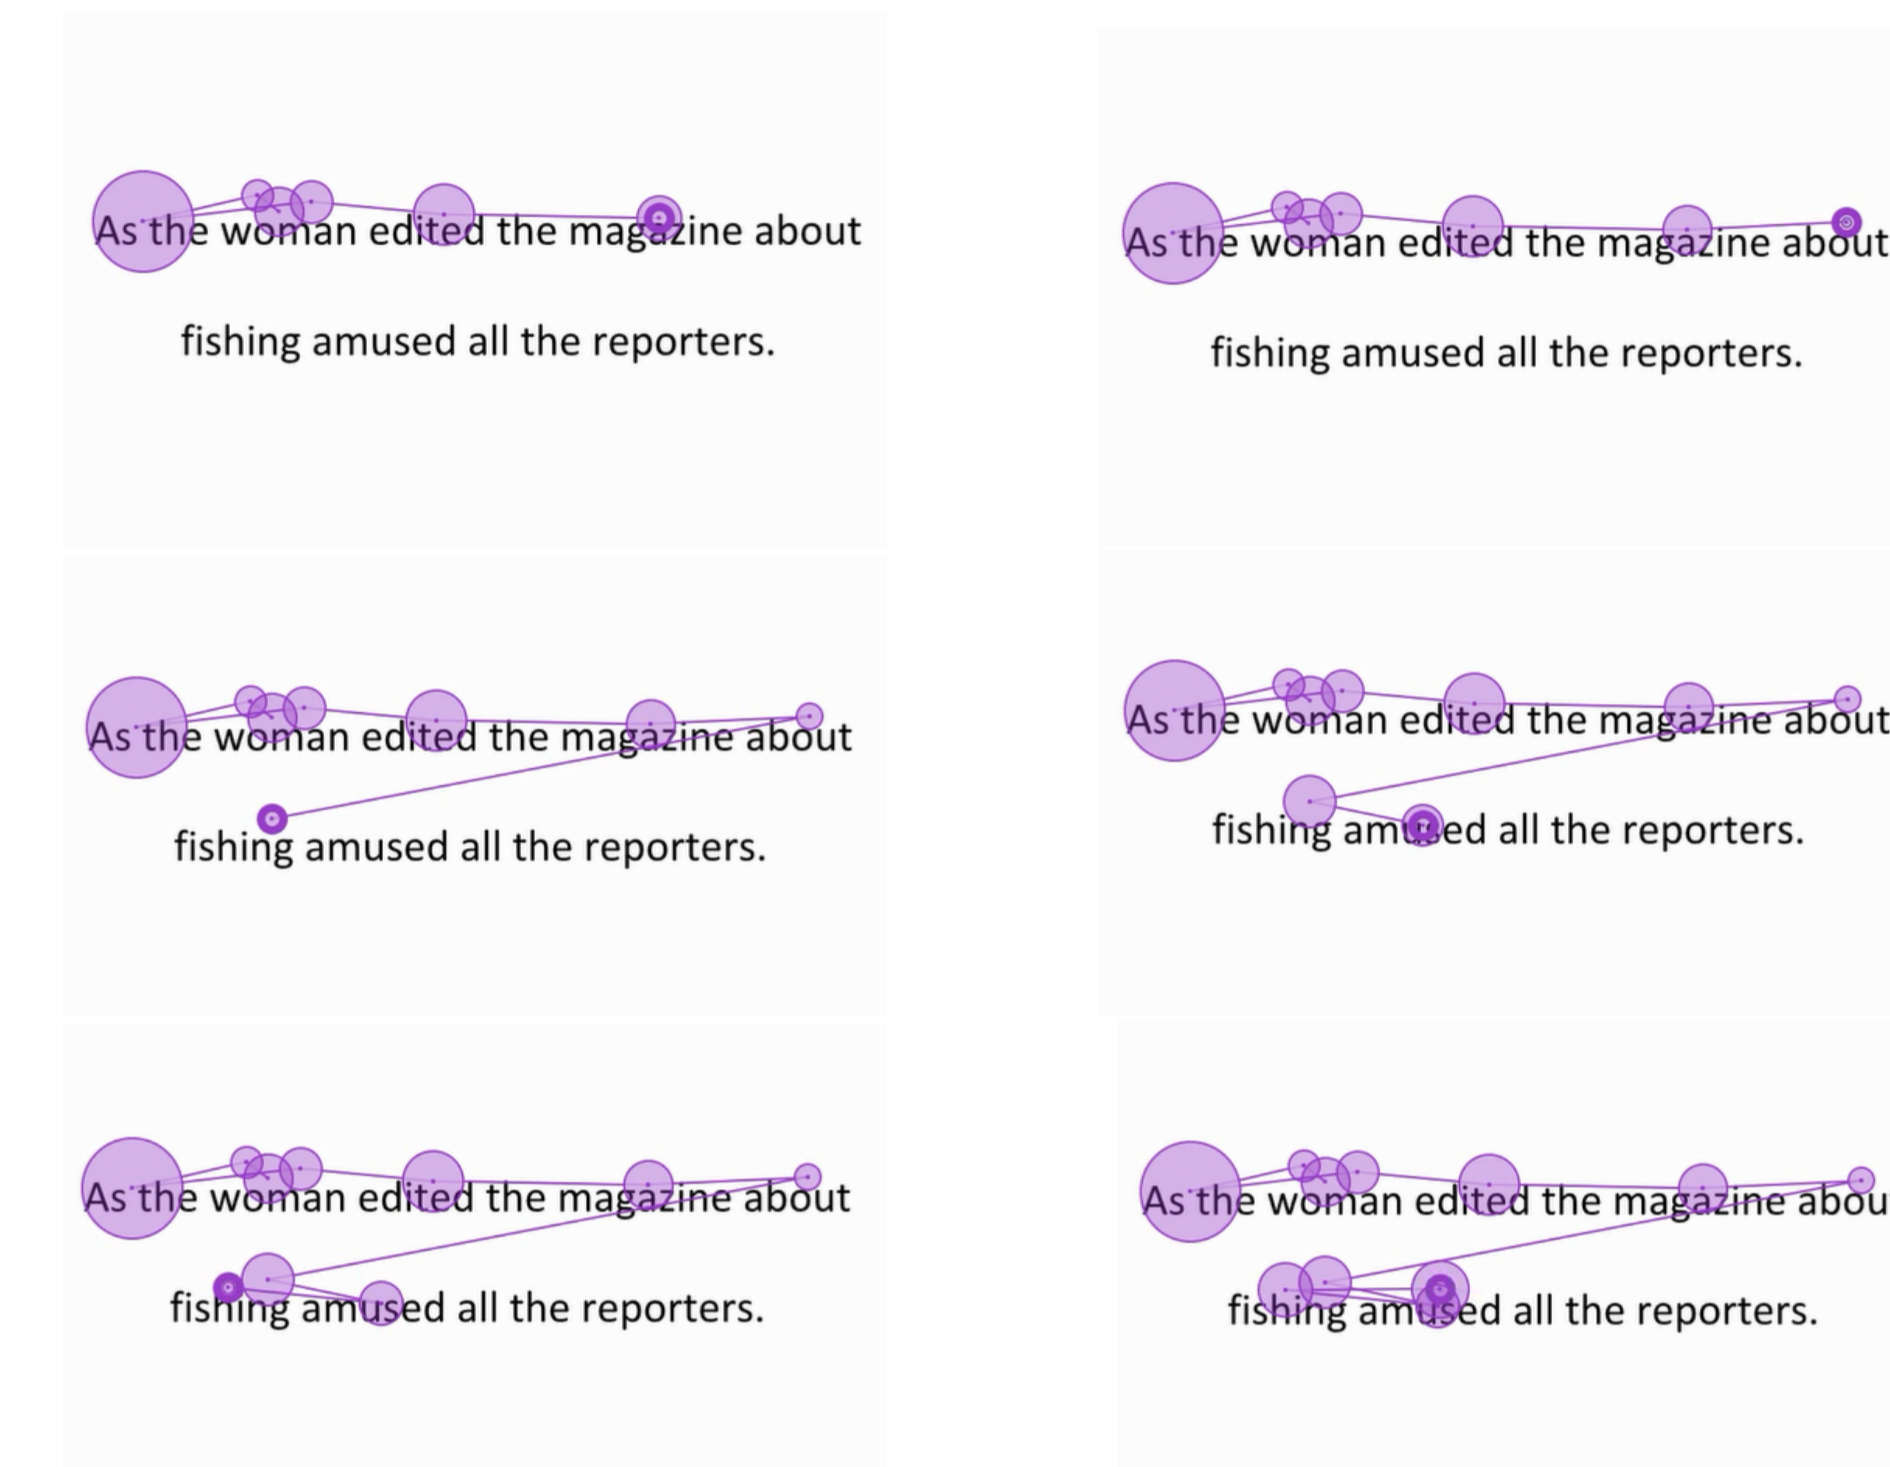 As the woman edited the magazine about
fishing amused all the reporters.
As the woman edited the magazine about
fishing amused all the reporters.
As the woman edited the magazine about
fishing amused all the reporters.
As the woman edited the magazine about
fishing amused all the reporters.
As the woman edited the magazine about
fishing amused all the reporters.
As the woman edited the magazine abou
fishing amused all the reporters.